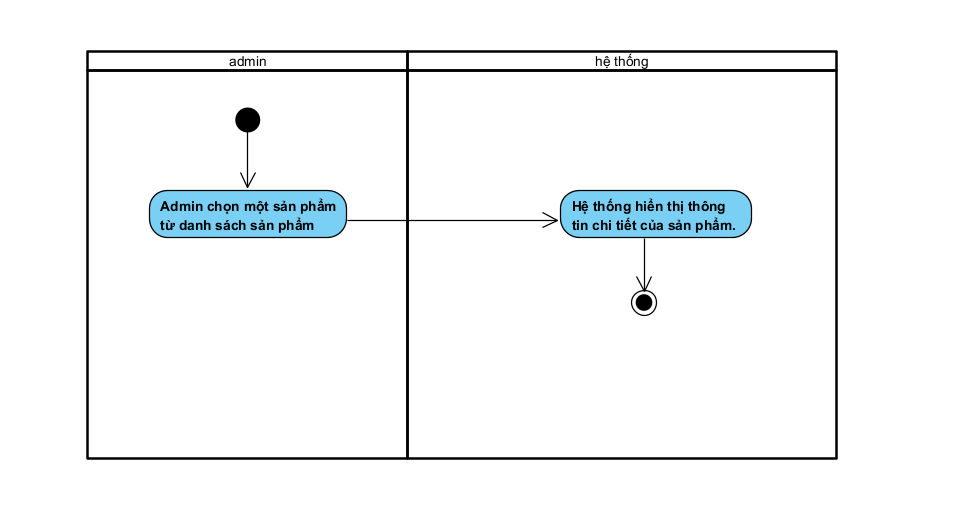 admin
hệ thống
Admin chọn một sản phẩm
từ danh sách sản phẩm
Hệ thống hiển thị thông
tin chi tiết của sản phẩm.